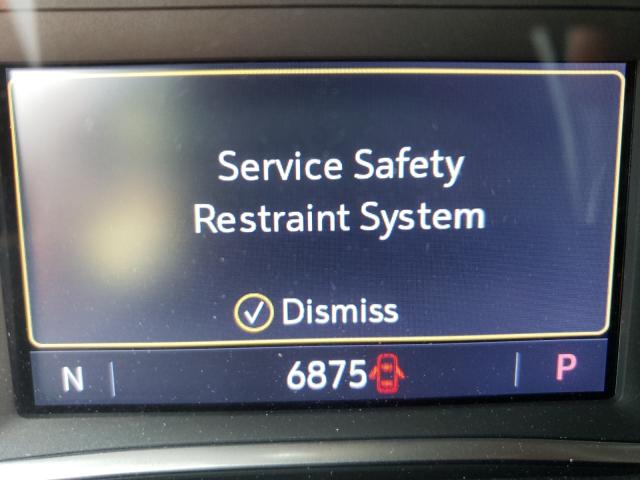 Service Safety
Restraint System
Dismiss
N 6875 P